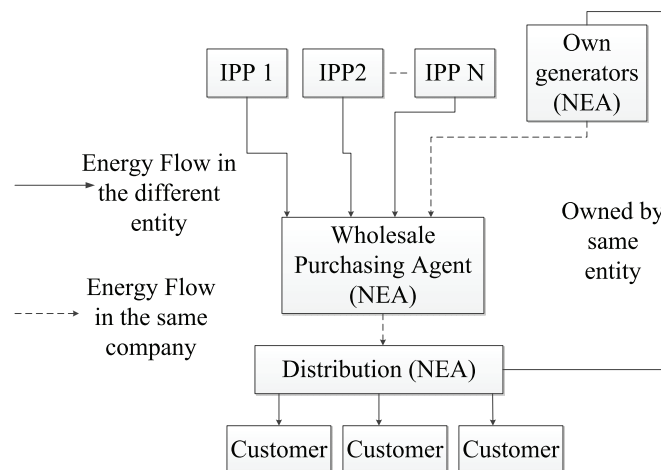 IPP 1
IPP2
IPP N
Own
generators
(NEA)
Energy Flow in
the different
entity
Owned by
same
entity
Wholesale
Purchasing Agent
(NEA)
Energy Flow
in the same
company
Distribution (NEA)
Customer
Customer
Customer